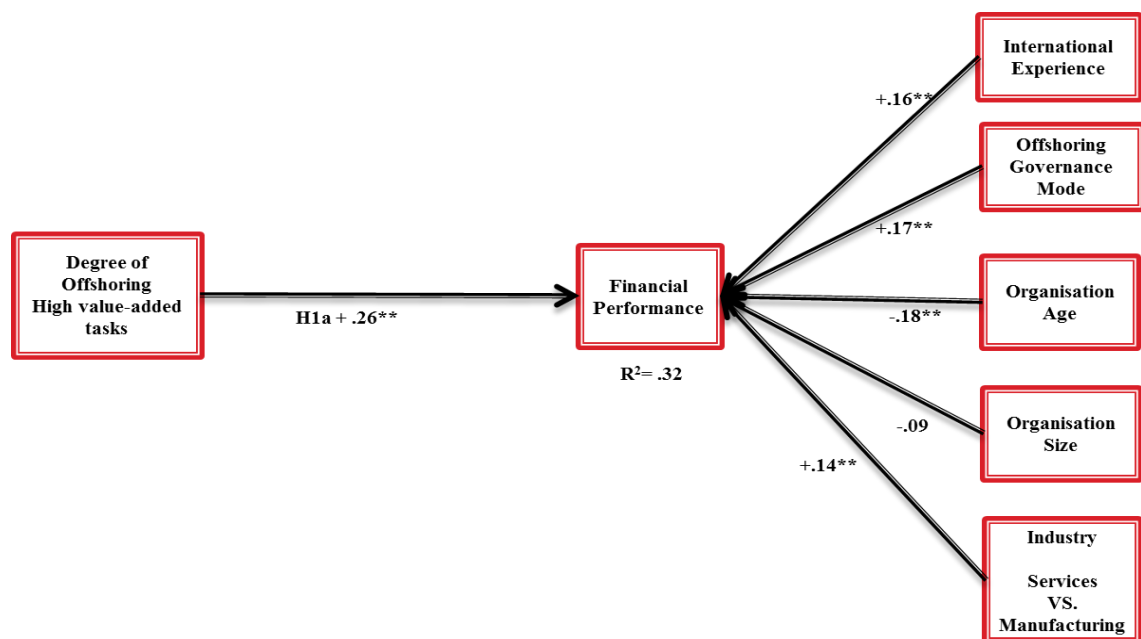 International
Experience
+.16**
Offshoring
Governance
Mode
+.17**
Degree of
Offshoring
High value-added
tasks
H1a + .26**
Financial
Performance
R²= .32
Organisation
Age
-.18**
Organisation
Size
-.09
+.14**
Industry
Services
VS.
Manufacturing